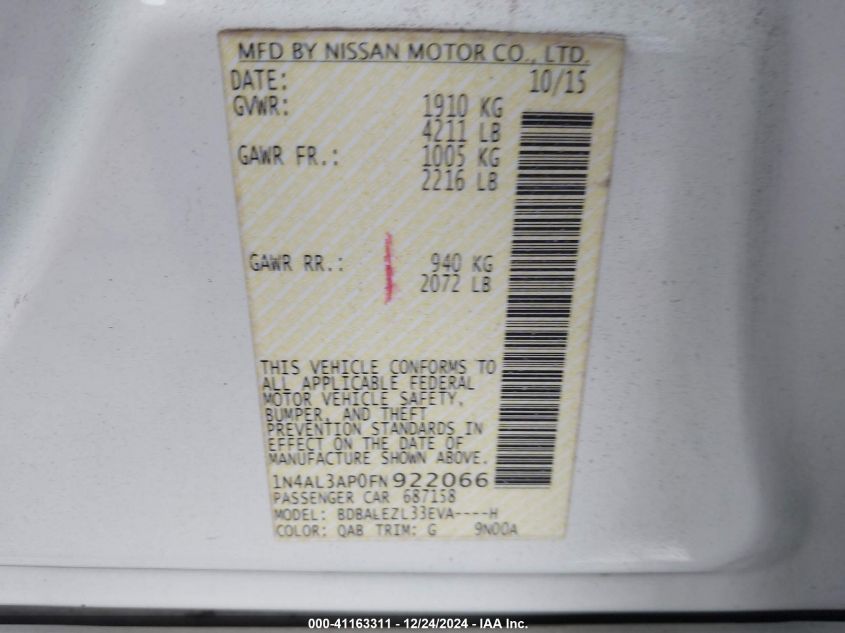 MFD BY NISSAN MOTOR CO., LTD.
DATE: 10/15
GVWR: 1910 KG
4211 LB
GAWR FR.: 1005 KG
2216 LB
GAWR RR.: 940 KG
2072 LB
THIS VEHICLE CONFORMS TO
ALL APPLICABLE FEDERAL
MOTOR VEHICLE SAFETY,
BUMPER, AND THEFT
PREVENTION STANDARDS IN
EFFECT ON THE DATE OF
MANUFACTURE SHOWN ABOVE.
1N4AL3AP0FN922066
PASSENGER CAR 687158
MODEL: BDBALEZL33EVA----H
COLOR: QAB TRIM: G 9N00A
000-41163311 - 12/24/2024 - IAA Inc.